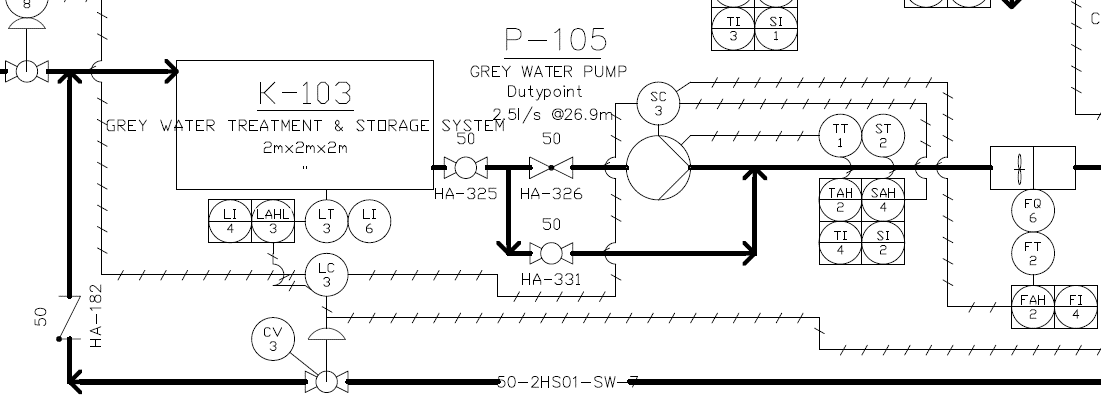 8
TI
3
SI
1
C
P-105
GREY WATER PUMP
Dutypoint
2,5l/s @26.9m
K-103
GREY WATER TREATMENT & STORAGE SYSTEM
2mx2mx2m
"
SC
3
50
HA-325
50
HA-326
TT
1
ST
2
TAH
2
SAH
4
TI
4
SI
2
LI
4
LAHL
3
LT
3
LI
6
50
HA-331
FQ
6
FT
2
FAH
2
FI
4
LC
3
50
HA-182
CV
3
50-2HS01-SW-7